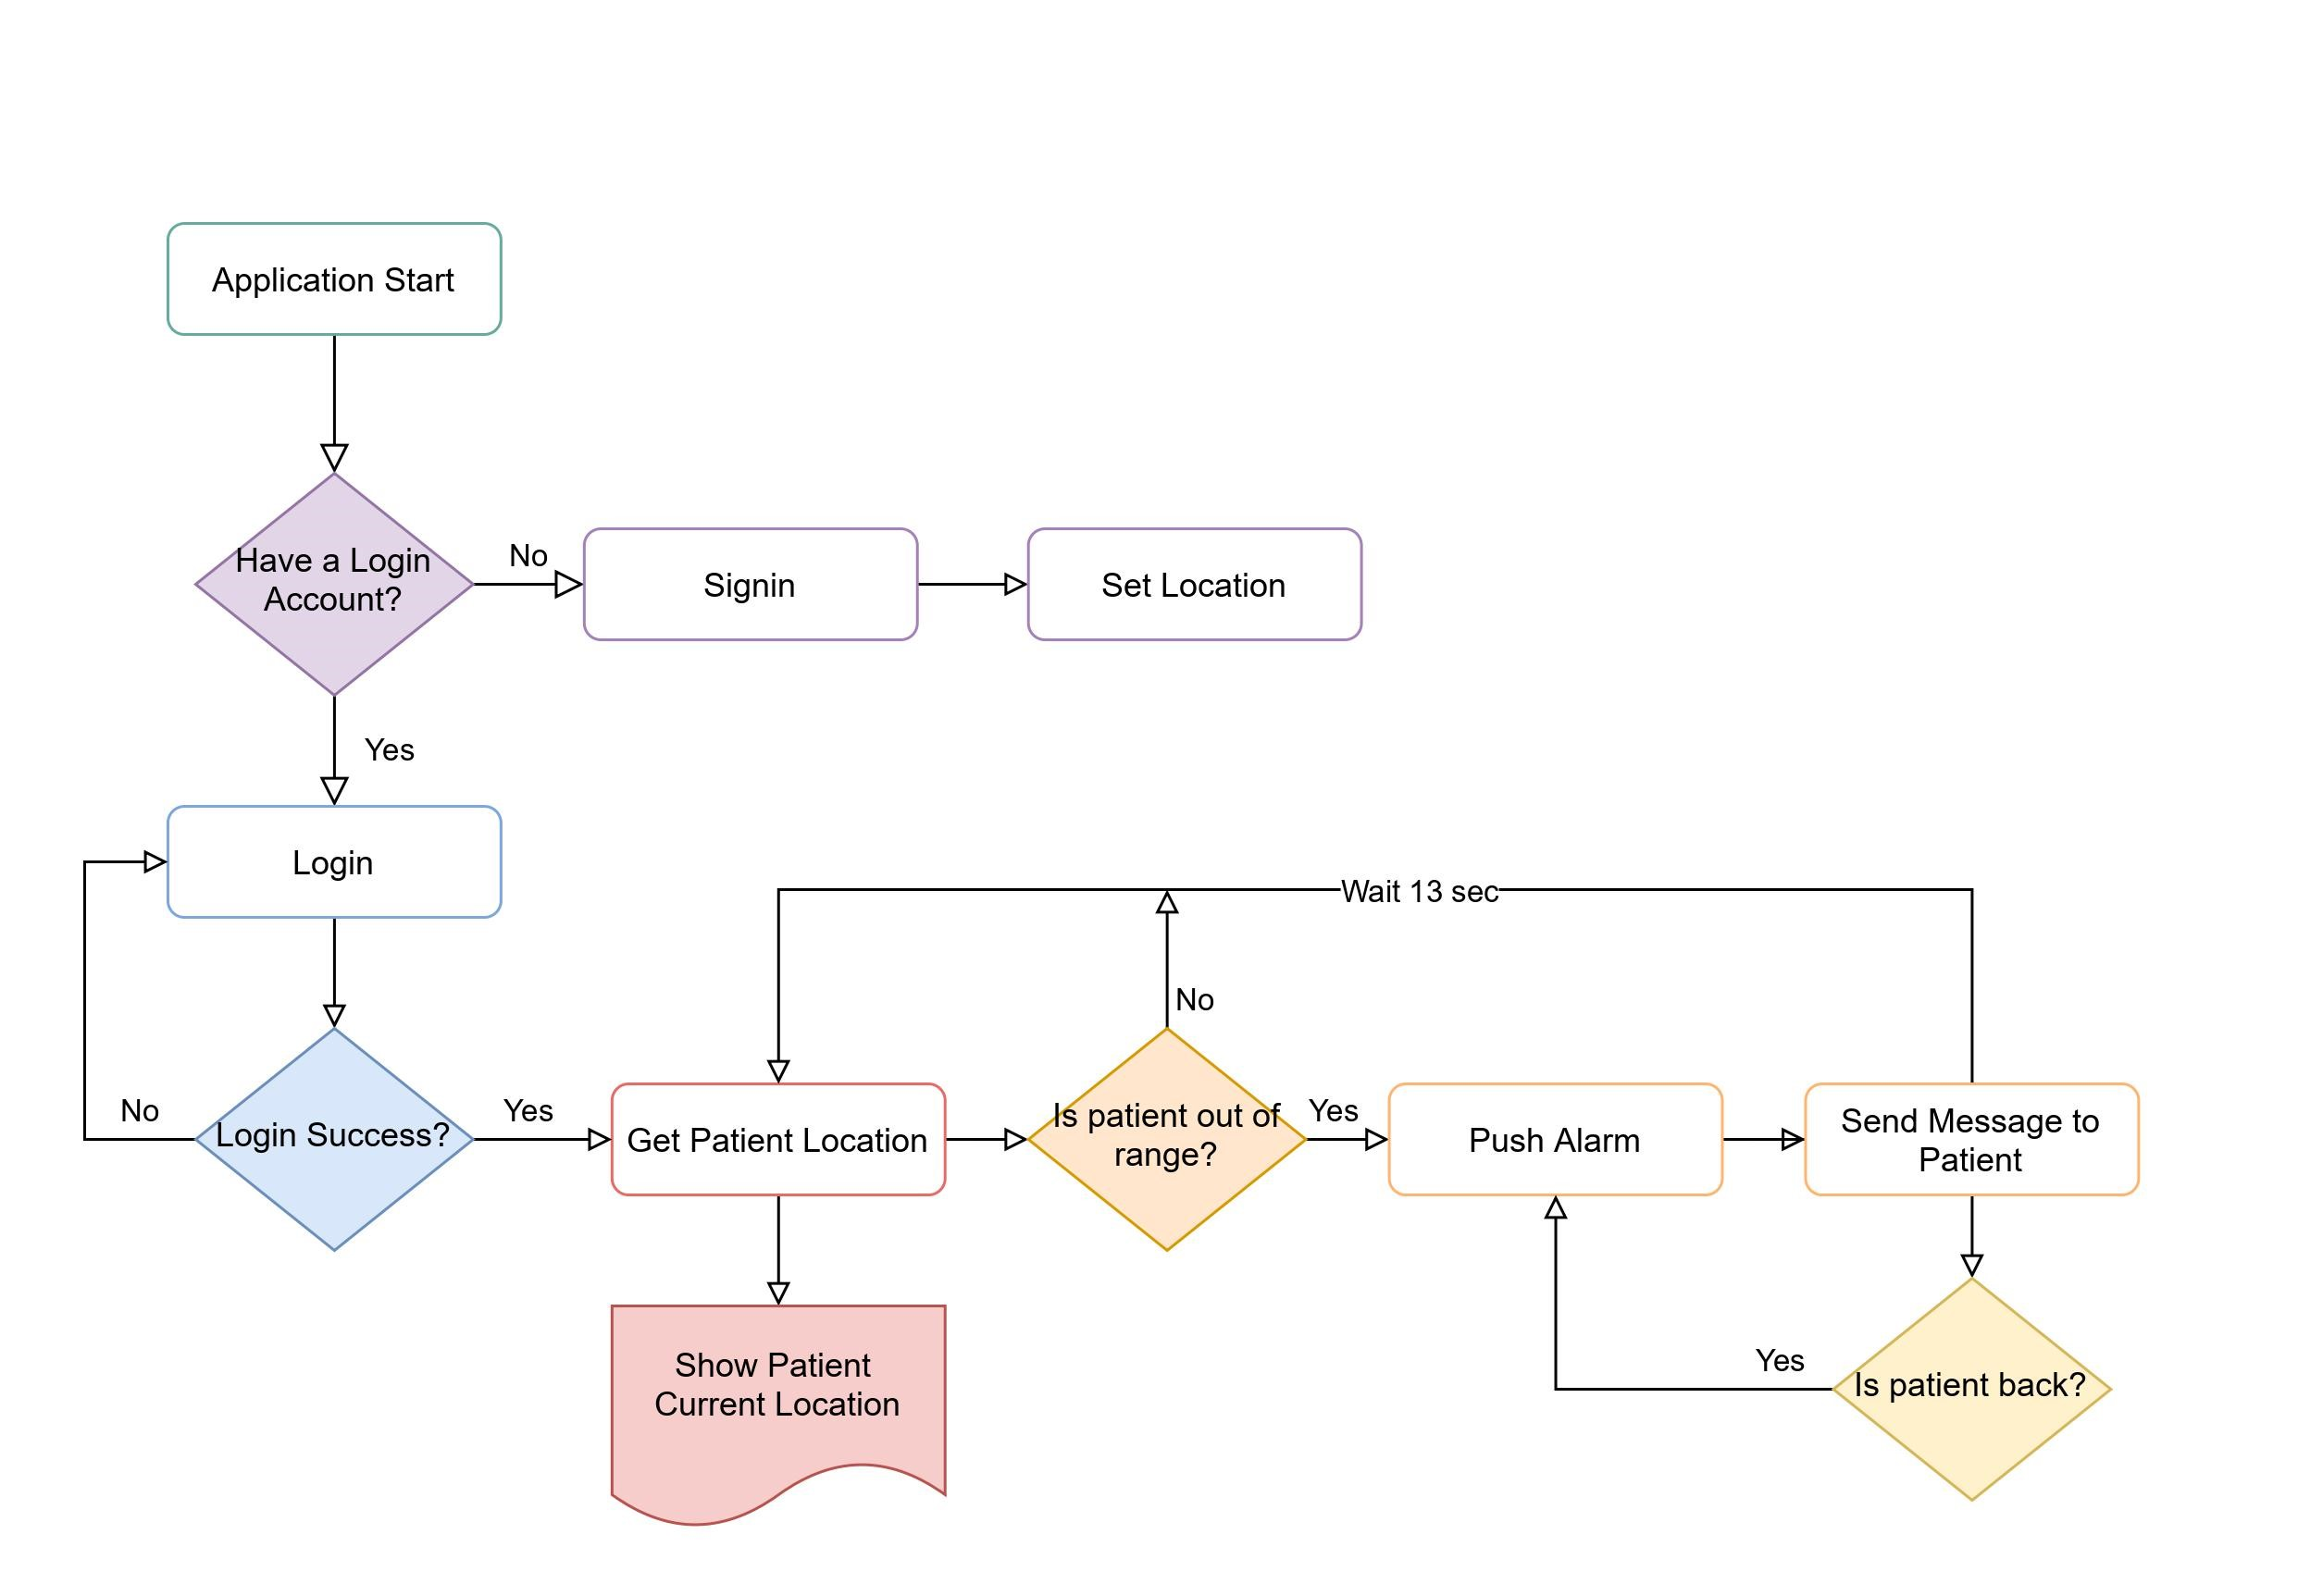 Application Start
Have a Login
Account?
No
Signin
Set Location
Yes
Login
Wait 13 sec
No
No
Login Success?
Yes
Get Patient Location
Is patient out of
range?
Yes
Push Alarm
Send Message to
Patient
Show Patient
Current Location
Yes
Is patient back?